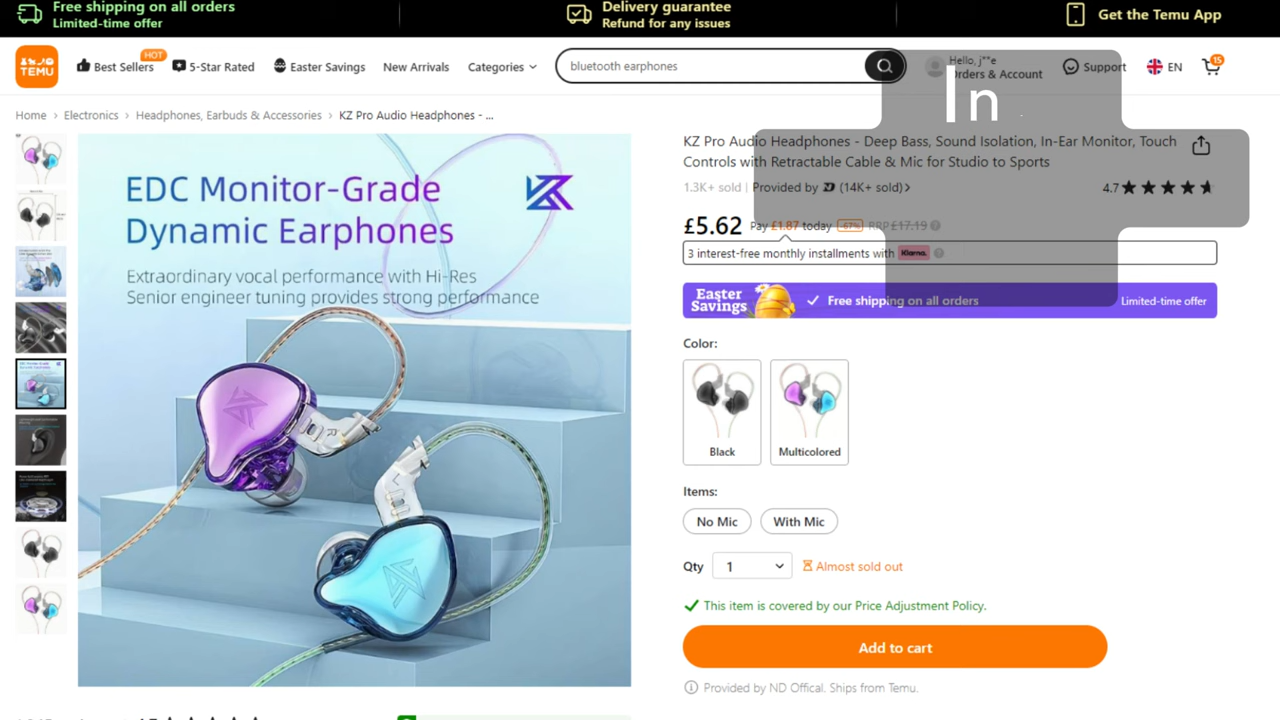 Free shipping on all orders
Limited-time offer
Delivery guarantee
Refund for any issues
Get the Temu App
TEMU
Best Sellers
HOT
5-Star Rated
Easter Savings
New Arrivals
Categories
bluetooth earphones
Hello, j**e
Orders & Account
Support
EN
15
In
Home › Electronics › Headphones, Earbuds & Accessories › KZ Pro Audio Headphones - ...
EDC Monitor-Grade
Dynamic Earphones
Extraordinary vocal performance with Hi-Res
Senior engineer tuning provides strong performance
KZ Pro Audio Headphones - Deep Bass, Sound Isolation, In-Ear Monitor, Touch
Controls with Retractable Cable & Mic for Studio to Sports
1.3K+ sold | Provided by (14K+ sold)
4.7
£5.62 Pay £1.87 today -67% RRP £17.19
3 interest-free monthly installments with Klarna.
Easter
Savings
Free shipping on all orders
Limited-time offer
Color:
Black
Multicolored
Items:
No Mic
With Mic
Qty
1
Almost sold out
This item is covered by our Price Adjustment Policy.
Add to cart
Provided by ND Offical. Ships from Temu.